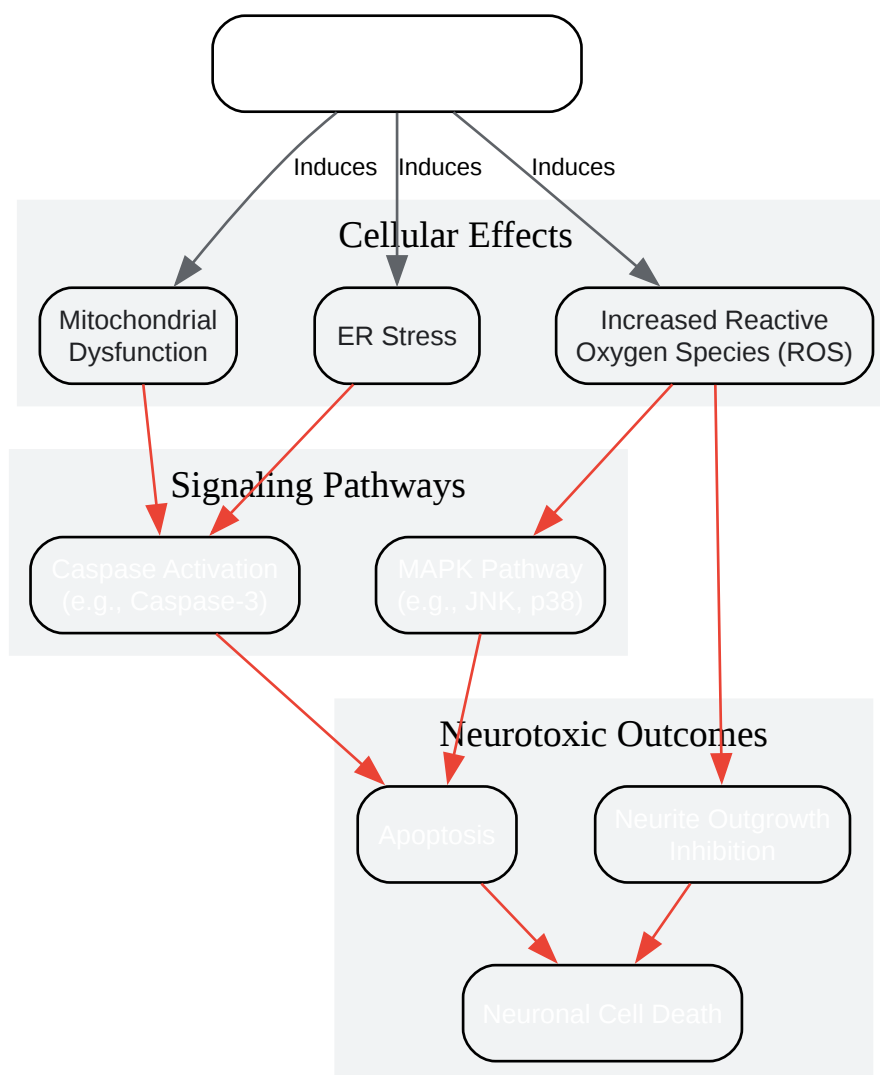 Induces
Induces
Induces
Cellular Effects
Mitochondrial
Dysfunction
ER Stress
Increased Reactive
Oxygen Species (ROS)
Signaling Pathways
Caspase Activation
(e.g., Caspase-3)
MAPK Pathway
(e.g., JNK, p38)
Neurotoxic Outcomes
Apoptosis
Neurite Outgrowth
Inhibition
Neuronal Cell Death